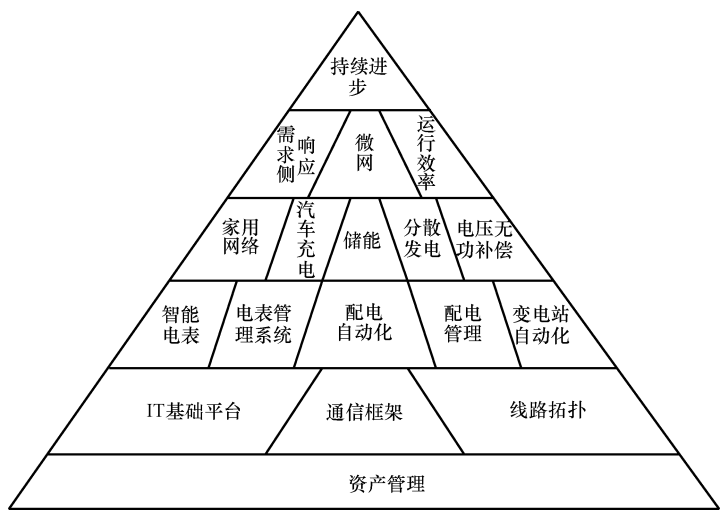 持续进
步
需求侧
响应
微
网
运行效率
家用
网络
汽车充电
储能
分散
发电
电压无
功补偿
智能
电表
电表管
理系统
配电
自动化
配电
管理
变电站
自动化
IT基础平台
通信框架
线路拓扑
资产管理